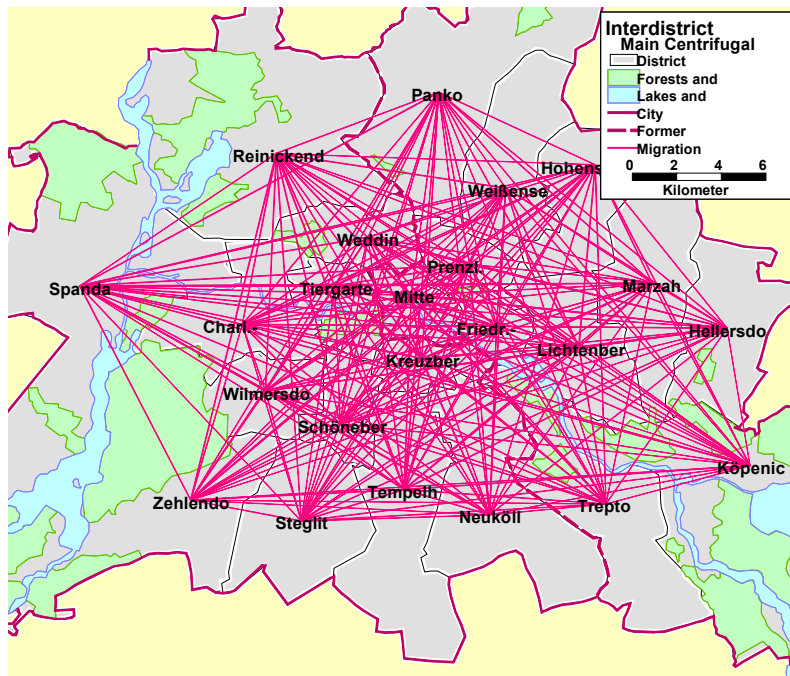 Interdistrict
Main Centrifugal
District
Forests and
Lakes and
City
Former
Migration
0 2 4 6
Kilometer
Panko
Reinickend
Hohens
Weißense
Weddin
Prenzl.
Spanda
Tiergarte
Mitte
Marzah
Charl.-
Friedr.-
Hellersdo
Lichtenber
Kreuzber
Wilmersdo
Schöneber
Köpenic
Zehlendo
Tempelh
Trepto
Steglit
Neuköll